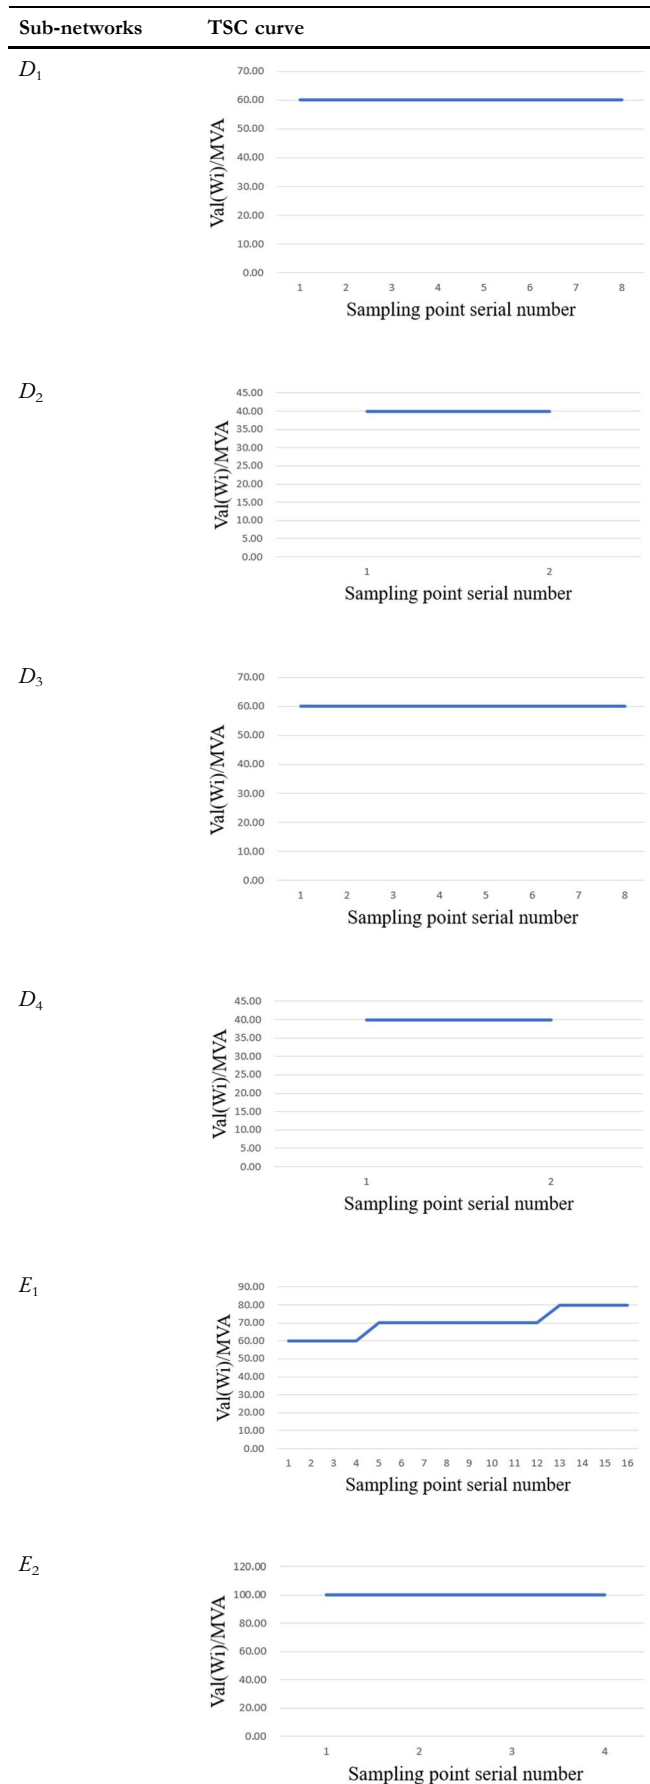 Sub-networks TSC curve
D1
70.00
60.00
50.00
40.00
30.00
20.00
10.00
0.00
Val(Wi)/MVA
1 2 3 4 5 6 7 8
Sampling point serial number
D2
45.00
40.00
35.00
30.00
25.00
20.00
15.00
10.00
5.00
0.00
Val(Wi)/MVA
1 2
Sampling point serial number
D3
70.00
60.00
50.00
40.00
30.00
20.00
10.00
0.00
Val(Wi)/MVA
1 2 3 4 5 6 7 8
Sampling point serial number
D4
45.00
40.00
35.00
30.00
25.00
20.00
15.00
10.00
5.00
0.00
Val(Wi)/MVA
1 2
Sampling point serial number
E1
90.00
80.00
70.00
60.00
50.00
40.00
30.00
20.00
10.00
0.00
Val(Wi)/MVA
1 2 3 4 5 6 7 8 9 10 11 12 13 14 15 16
Sampling point serial number
E2
120.00
100.00
80.00
60.00
40.00
20.00
0.00
Val(Wi)/MVA
1 2 3 4
Sampling point serial number